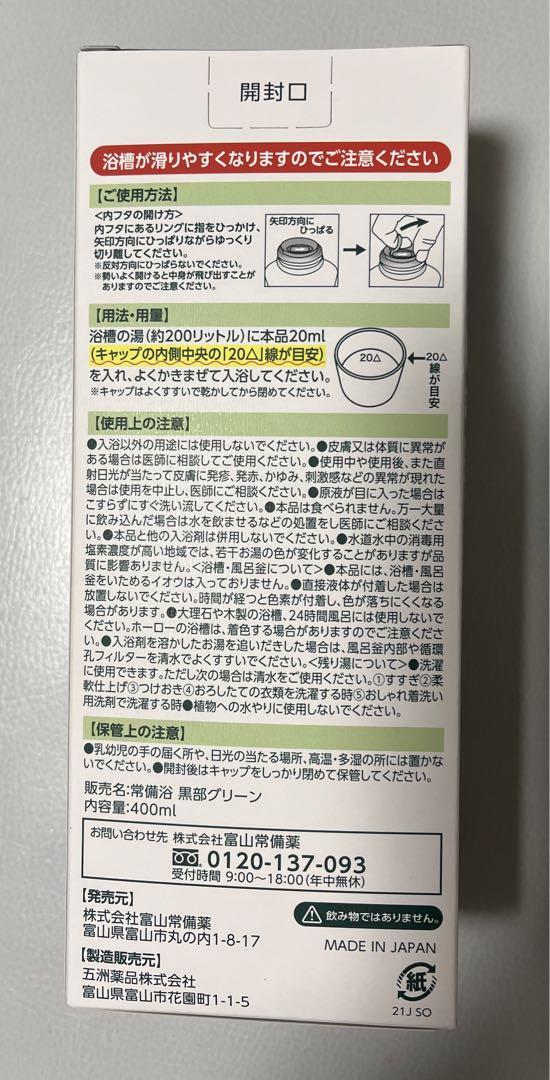 開封口
浴槽が滑りやすくなりますのでご注意ください
【ご使用方法】
<内フタの開け方>
内フタにあるリングに指をひっかけ、
矢印方向にひっぱりながらゆっくり
切り離してください。
※反対方向にひっぱらないでください。
※勢いよく開けると中身が飛び出すことが
ありますのでご注意ください。
矢印方向に
ひっぱる
【用法・用量】
浴槽の湯(約200リットル)に本品20ml
(キャップの内側中央の「20△」線が目安)
を入れ、よくかきまぜて入浴してください。
※キャップはよくすすいで乾かしてから閉めてください。
20△
20△
線が目安
【使用上の注意】
●入浴以外の用途には使用しないでください。●皮膚又は体質に異常が
ある場合は医師に相談してご使用ください。●使用中や使用後、また直
射日光が当たって皮膚に発疹、発赤、かゆみ、刺激感などの異常が現れた
場合は使用を中止し、医師にご相談ください。●原液が目に入った場合は
こすらずにすぐ洗い流してください。●本品は食べられません。万一大量
に飲み込んだ場合は水を飲ませるなどの処置をし医師にご相談くださ
い。●本品と他の入浴剤は併用しないでください。●水道水中の消毒用
塩素濃度が高い地域では、若干お湯の色が変化することがありますが品
質に影響ありません。<浴槽・風呂釜について>●本品には、浴槽・風呂
釜をいためるイオウは入っておりません。●直接液体が付着した場合は
放置しないでください。時間が経つと色素が付着し、色が落ちにくくなる
場合があります。●大理石や木製の浴槽、24時間風呂には使用しないで
ください。ホーローの浴槽は、着色する場合がありますのでご注意くださ
い。●入浴剤を溶かしたお湯を追いだきした場合は、風呂釜内部や循環
孔フィルターを清水でよくすすいでください。<残り湯について>●洗濯
に使用できます。ただし次の場合は清水をご使用ください。①すすぎ②柔
軟仕上げ③つけおき④おろしたての衣類を洗濯する時⑤おしゃれ着洗い
用洗剤で洗濯する時●植物への水やりに使用しないでください。
【保管上の注意】
●乳幼児の手の届く所や、日光の当たる場所、高温・多湿の所には置かな
いでください。●開封後はキャップをしっかり閉めて保管してください。
販売名:常備浴 黒部グリーン
内容量:400ml
お問い合わせ先 株式会社富山常備薬
0120-137-093
受付時間 9:00〜18:00(年中無休)
【発売元】
株式会社富山常備薬
富山県富山市丸の内1-8-17
【製造販売元】
五洲薬品株式会社
富山県富山市花園町1-1-5
飲み物ではありません。
MADE IN JAPAN
紙
21J SO